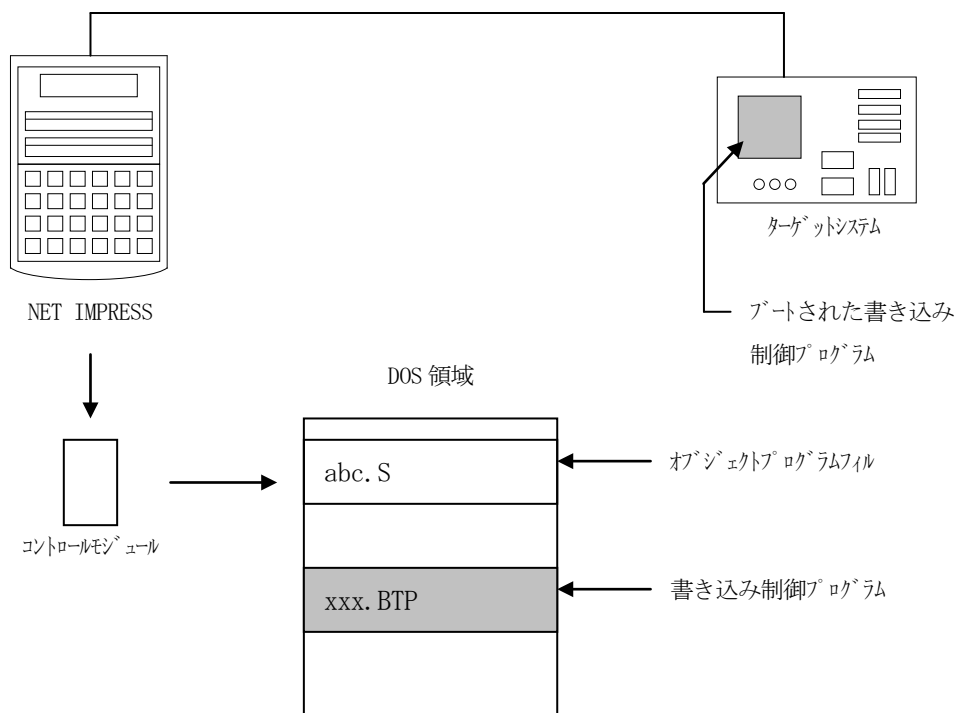 ﾀｰｹﾞｯﾄｼｽﾃﾑ
NET IMPRESS
ﾌﾞｰﾄされた書き込み
制御ﾌﾟﾛｸﾞﾗﾑ
DOS 領域
abc.S
ｵﾌﾞｼﾞｪｸﾄﾌﾟﾛｸﾞﾗﾑﾌｨﾙ
ｺﾝﾄﾛｰﾙﾓｼﾞｭｰﾙ
xxx.BTP
書き込み制御ﾌﾟﾛｸﾞﾗﾑ